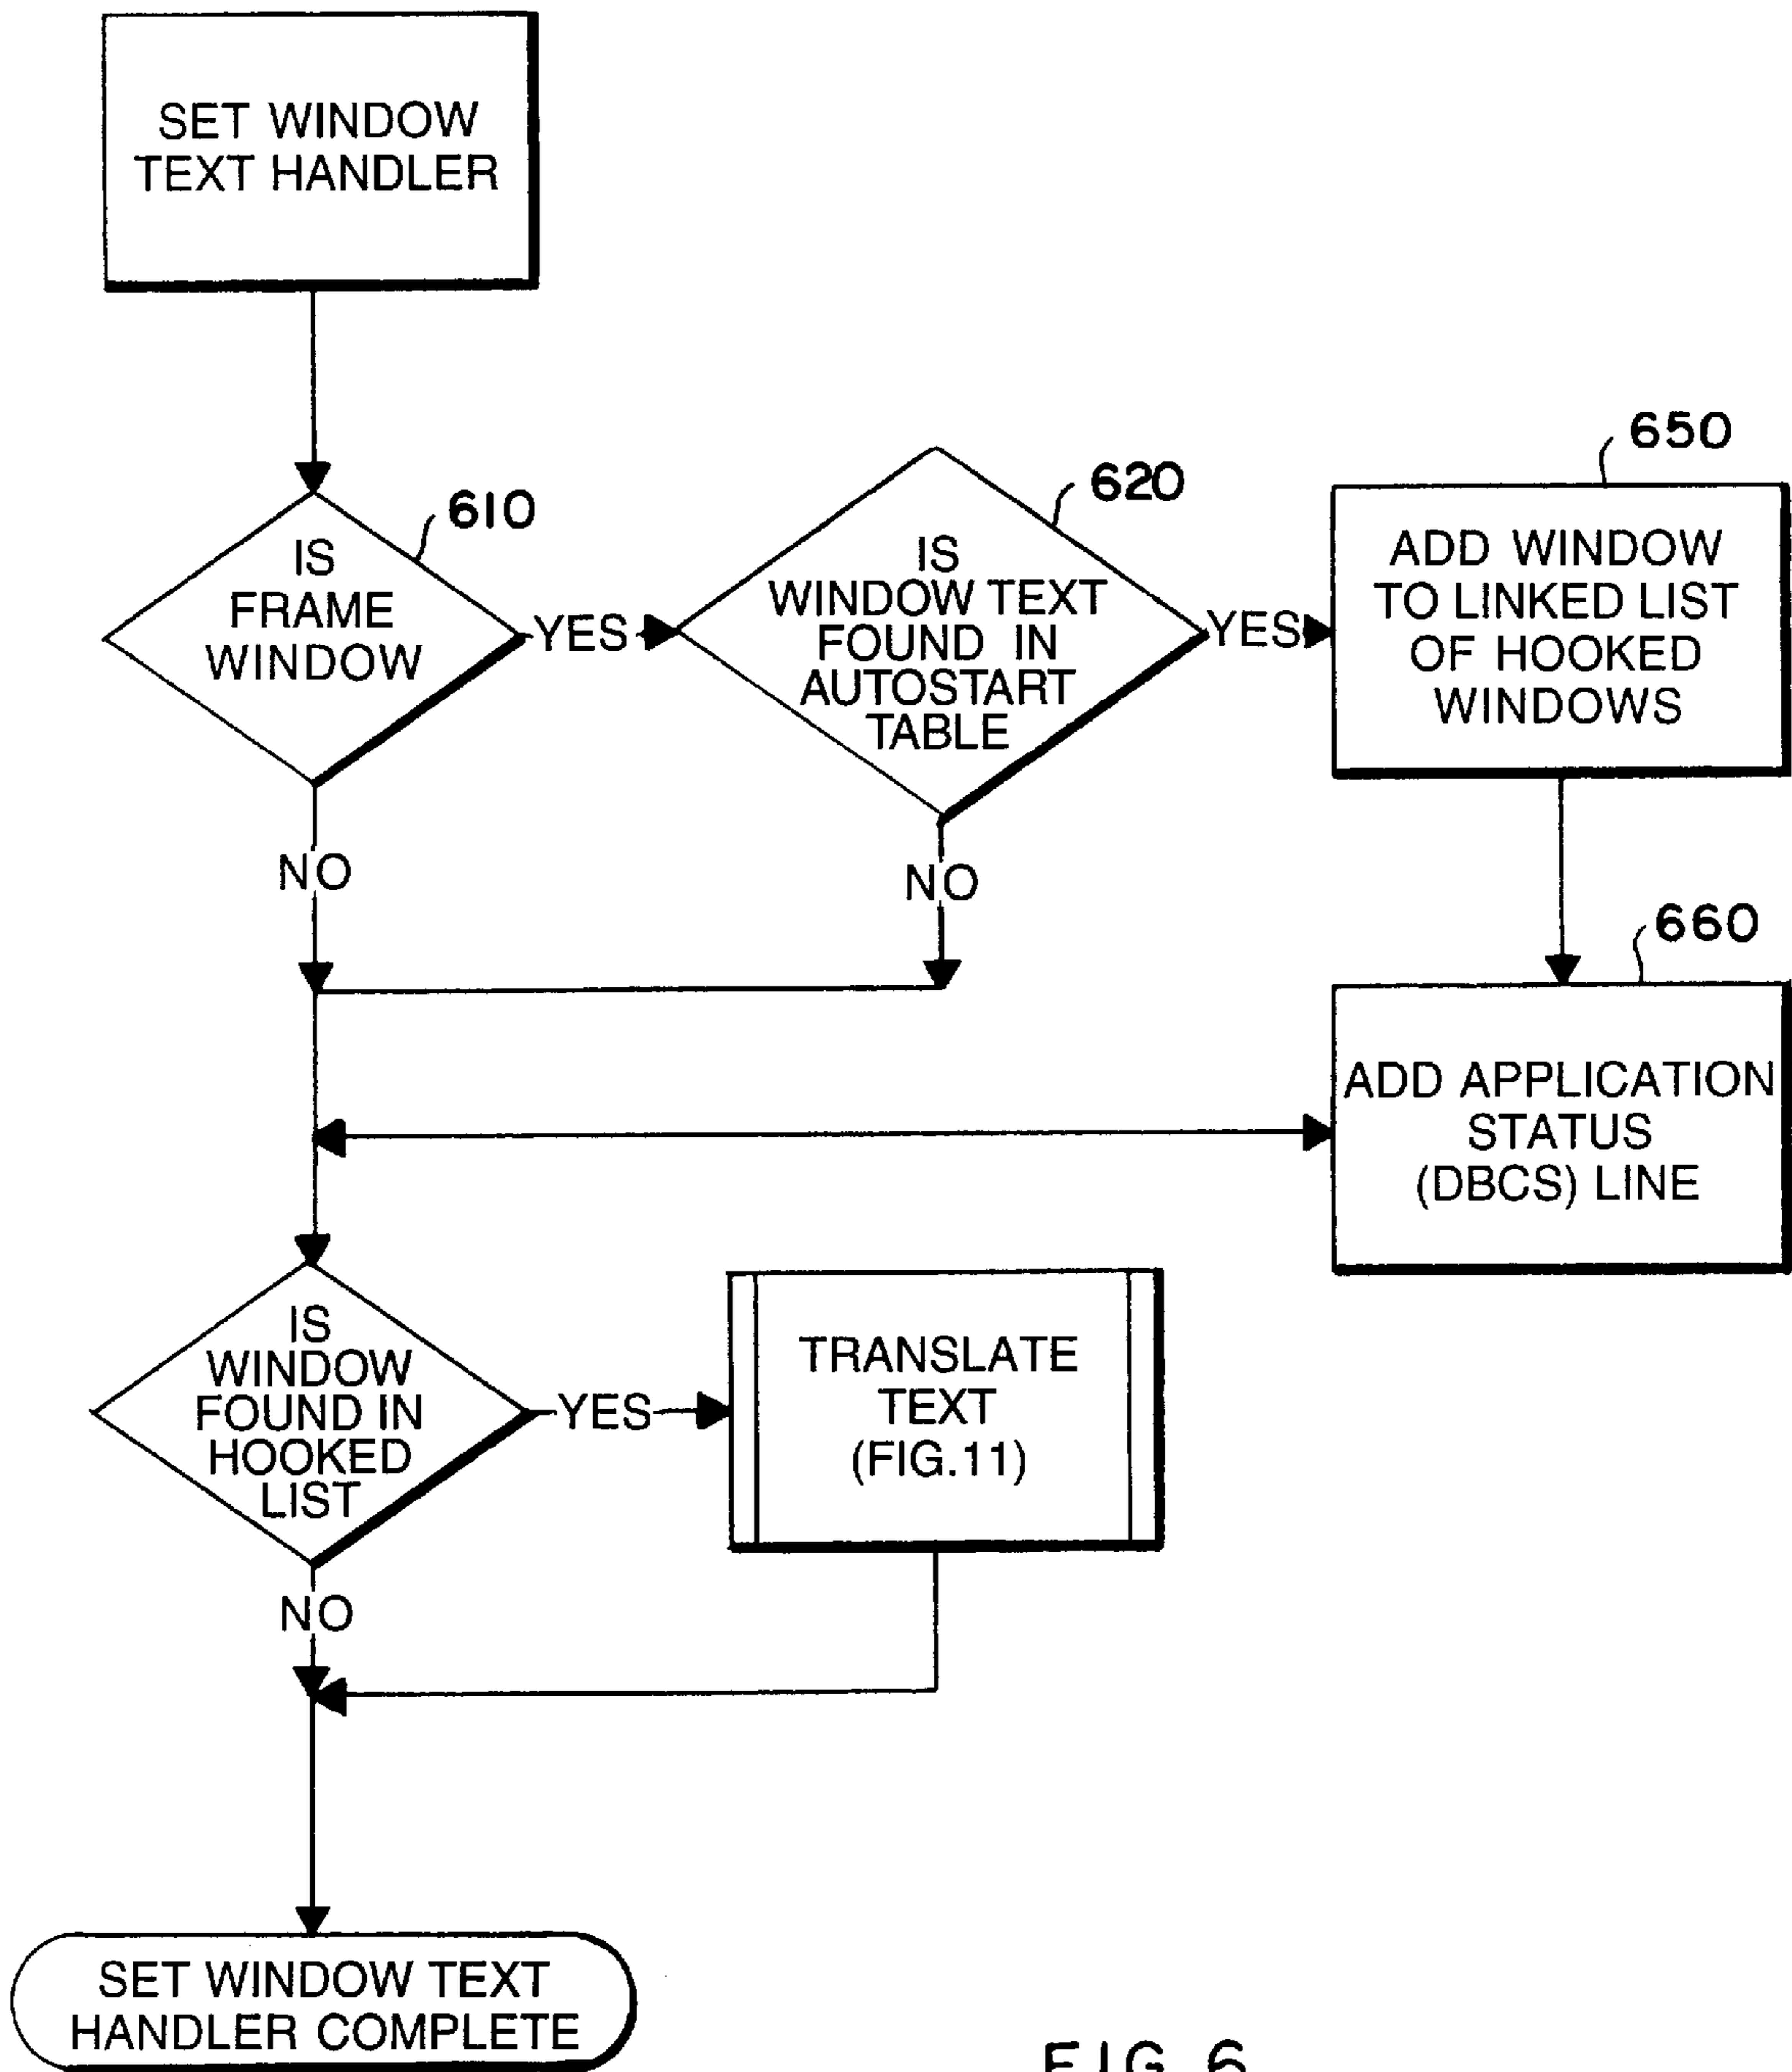 SET WINDOW
TEXT HANDLER
610
IS
FRAME
WINDOW
YES
NO
620
IS
WINDOW TEXT
FOUND IN
AUTOSTART
TABLE
YES
NO
650
ADD WINDOW
TO LINKED LIST
OF HOOKED
WINDOWS
660
ADD APPLICATION
STATUS
(DBCS) LINE
IS
WINDOW
FOUND IN
HOOKED
LIST
YES
NO
TRANSLATE
TEXT
(FIG.11)
SET WINDOW TEXT
HANDLER COMPLETE
FIG. 6